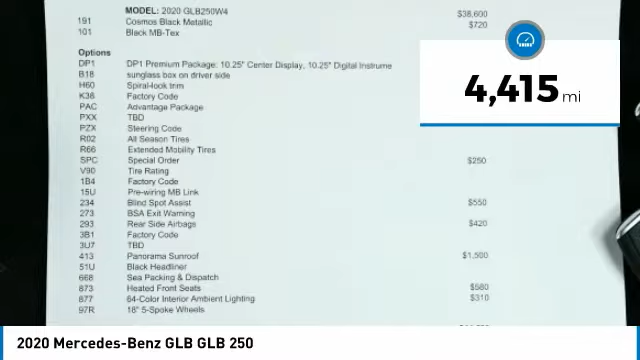 MODEL: 2020 GLB250W4 $38,600
191 Cosmos Black Metallic $720
101 Black MB-Tex
Options
DP1 DP1 Premium Package: 10.25" Center Display, 10.25" Digital Instrume
B18 sunglass box on driver side
H60 Spiral-look trim
K36 Factory Code
PAC Advantage Package
PXX TBD
PZX Steering Code
R02 All Season Tires
R66 Extended Mobility Tires
SPC Special Order $250
V90 Tire Rating
1B4 Factory Code
15U Pre-wiring MB Link
234 Blind Spot Assist $550
273 BSA Exit Warning
293 Rear Side Airbags $420
3B1 Factory Code
3U7 TBD
413 Panorama Sunroof $1,500
51U Black Headliner
668 Sea Packing & Dispatch
873 Heated Front Seats $580
877 64-Color Interior Ambient Lighting $310
97R 18" 5-Spoke Wheels
4,415 mi
2020 Mercedes-Benz GLB GLB 250